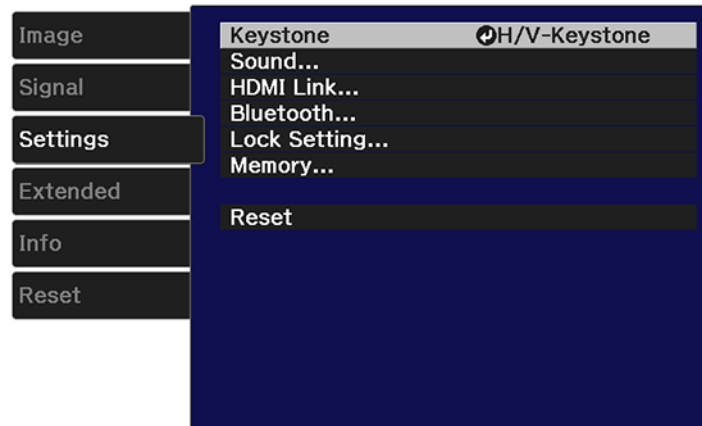 Image
Signal
Settings
Extended
Info
Reset
Keystone H/V-Keystone
Sound...
HDMI Link...
Bluetooth...
Lock Setting...
Memory...
Reset